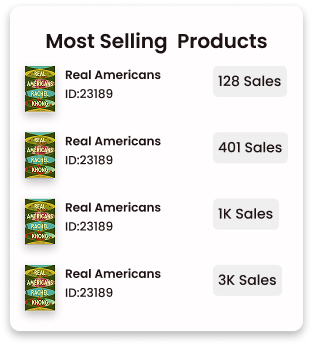 Most Selling Products
REAL
AMERICANS
RACHEL
KHONG
Real Americans
ID:23189
128 Sales
REAL
AMERICANS
RACHEL
KHONG
Real Americans
ID:23189
401 Sales
REAL
AMERICANS
RACHEL
KHONG
Real Americans
ID:23189
1K Sales
REAL
AMERICANS
RACHEL
KHONG
Real Americans
ID:23189
3K Sales